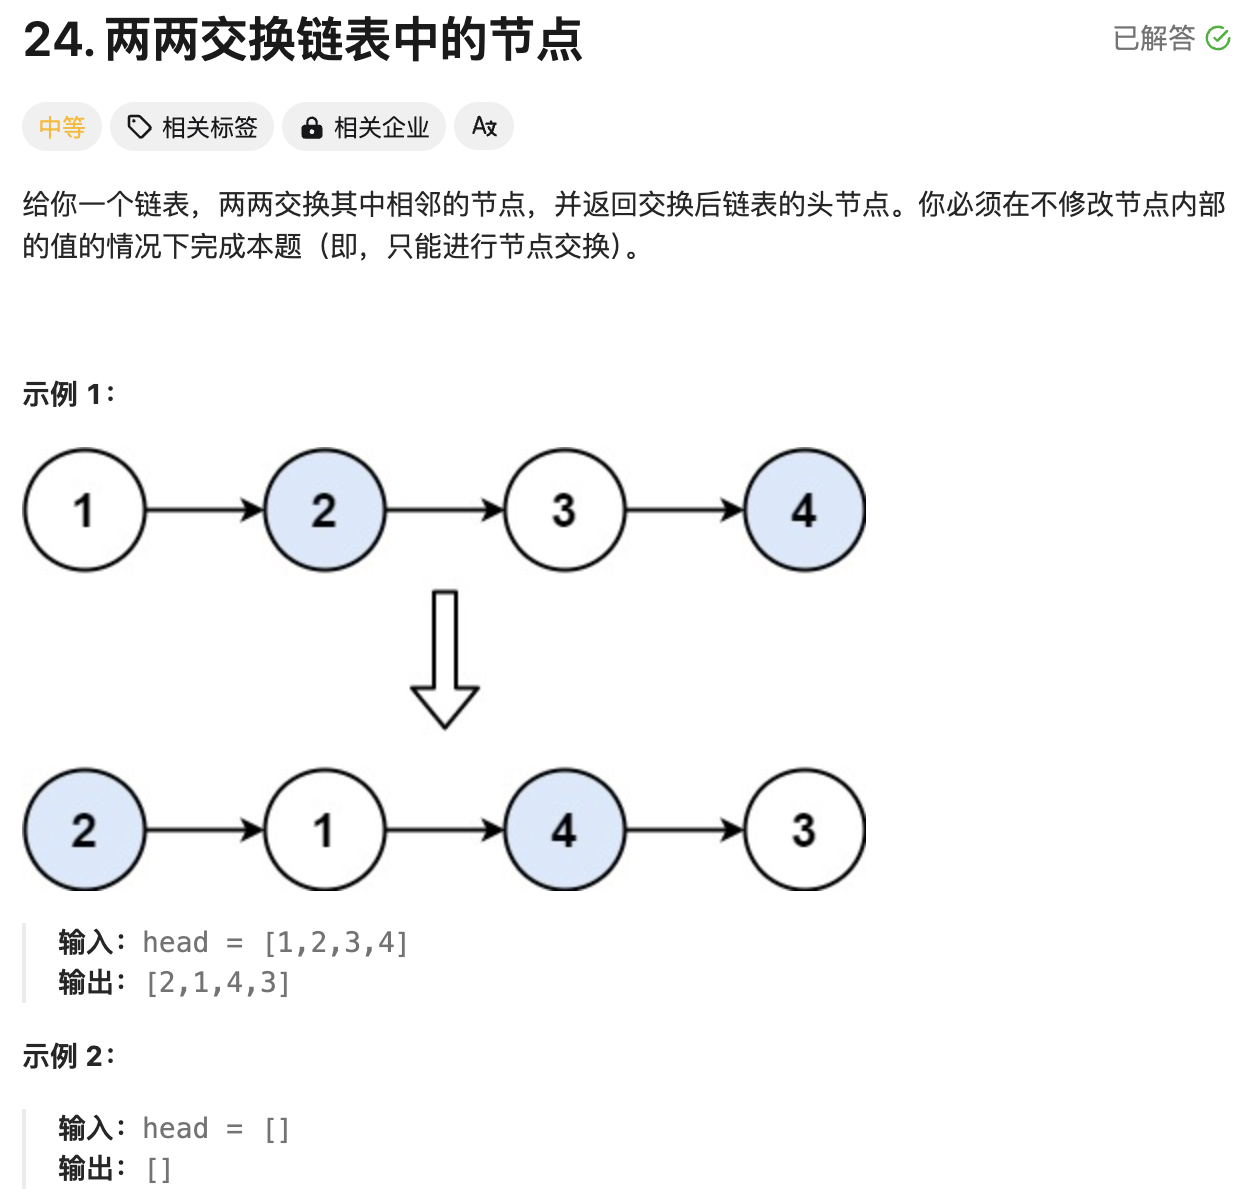 24. 两两交换链表中的节点
已解答
中等 相关标签 相关企业 A文
给你一个链表，两两交换其中相邻的节点，并返回交换后链表的头节点。你必须在不修改节点内部
的值的情况下完成本题（即，只能进行节点交换）。
示例 1：
1 2 3 4
2 1 4 3
输入：head = [1,2,3,4]
输出：[2,1,4,3]
示例 2：
输入：head = []
输出：[]